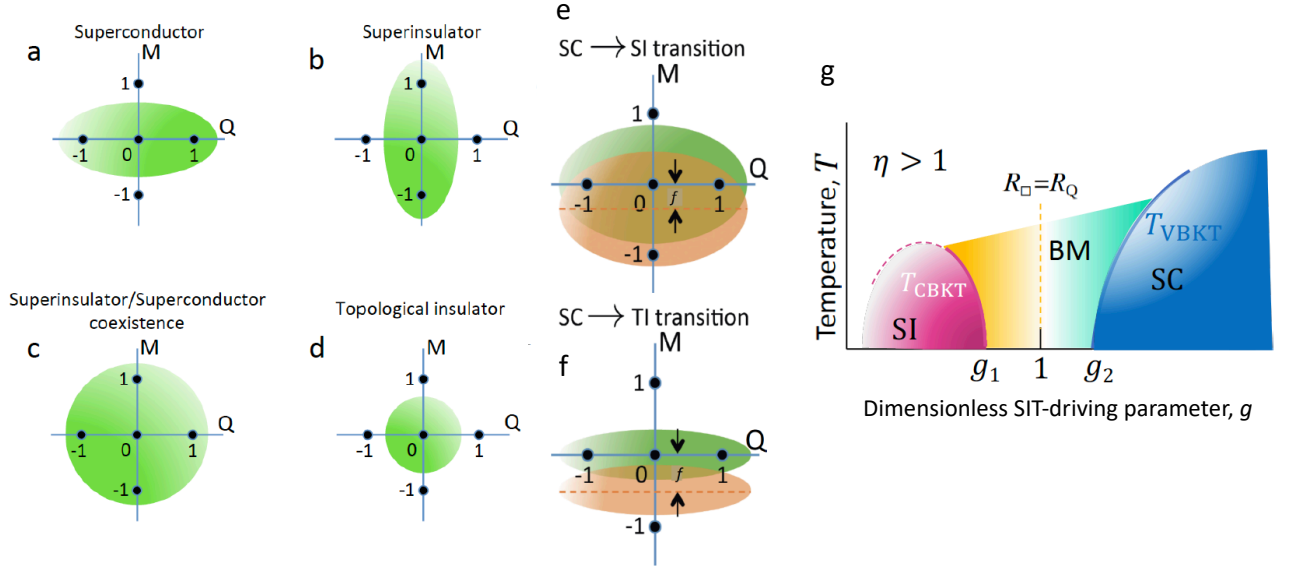 a
Superconductor
M
1
Q
-1
0
1
-1
b
Superinsulator
M
1
Q
-1
0
1
-1
c
Superinsulator/Superconductor
coexistence
M
1
Q
-1
0
1
-1
d
Topological insulator
M
1
Q
-1
0
1
-1
e
SC → SI transition
M
1
Q
-1
0
f
1
-1
f
SC → TI transition
M
1
Q
-1
0
f
1
-1
g
Temperature, T
η > 1
R□=RQ
TCBKT
SI
BM
TVBKT
SC
g1
1
g2
Dimensionless SIT-driving parameter, g